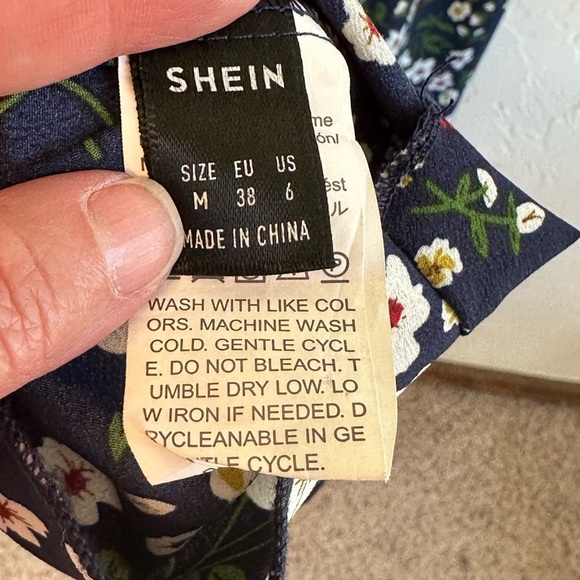 SHEIN
SIZE EU US
M 38 6
MADE IN CHINA
WASH WITH LIKE COL
ORS. MACHINE WASH
COLD. GENTLE CYCL
E. DO NOT BLEACH. T
UMBLE DRY LOW. LO
W IRON IF NEEDED. D
RYCLEANABLE IN GE
NTLE CYCLE.